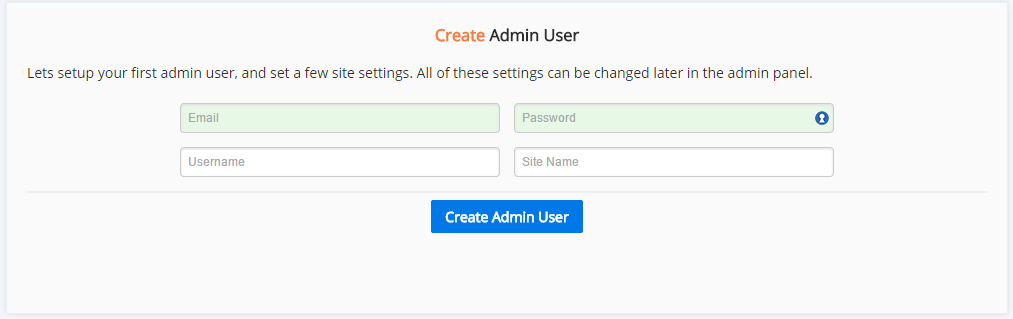 Create Admin User
Lets setup your first admin user, and set a few site settings. All of these settings can be changed later in the admin panel.
Email Password
Username Site Name
Create Admin User